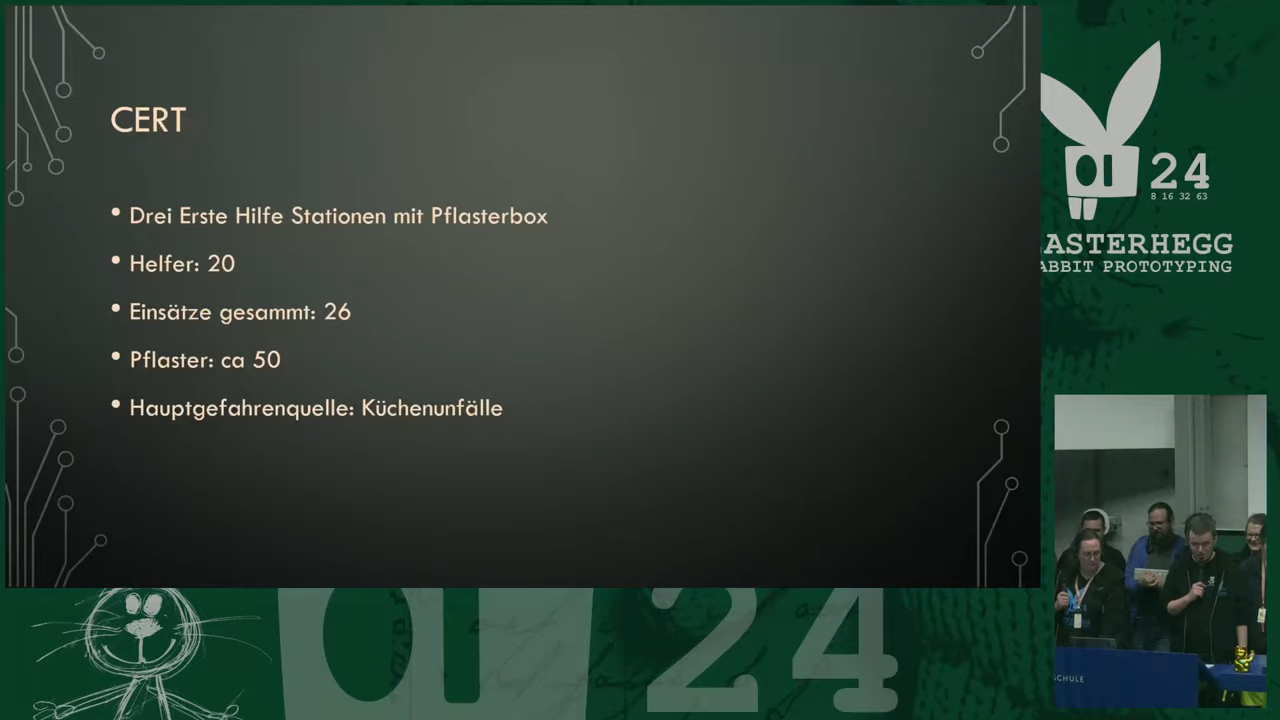 CERT
• Drei Erste Hilfe Stationen mit Pflasterbox
• Helfer: 20
• Einsätze gesammt: 26
• Pflaster: ca 50
• Hauptgefahrenquelle: Küchenunfälle
24
8 16 32 63
ASTERHEGG
ABBIT PROTOTYPING
SCHULE
24